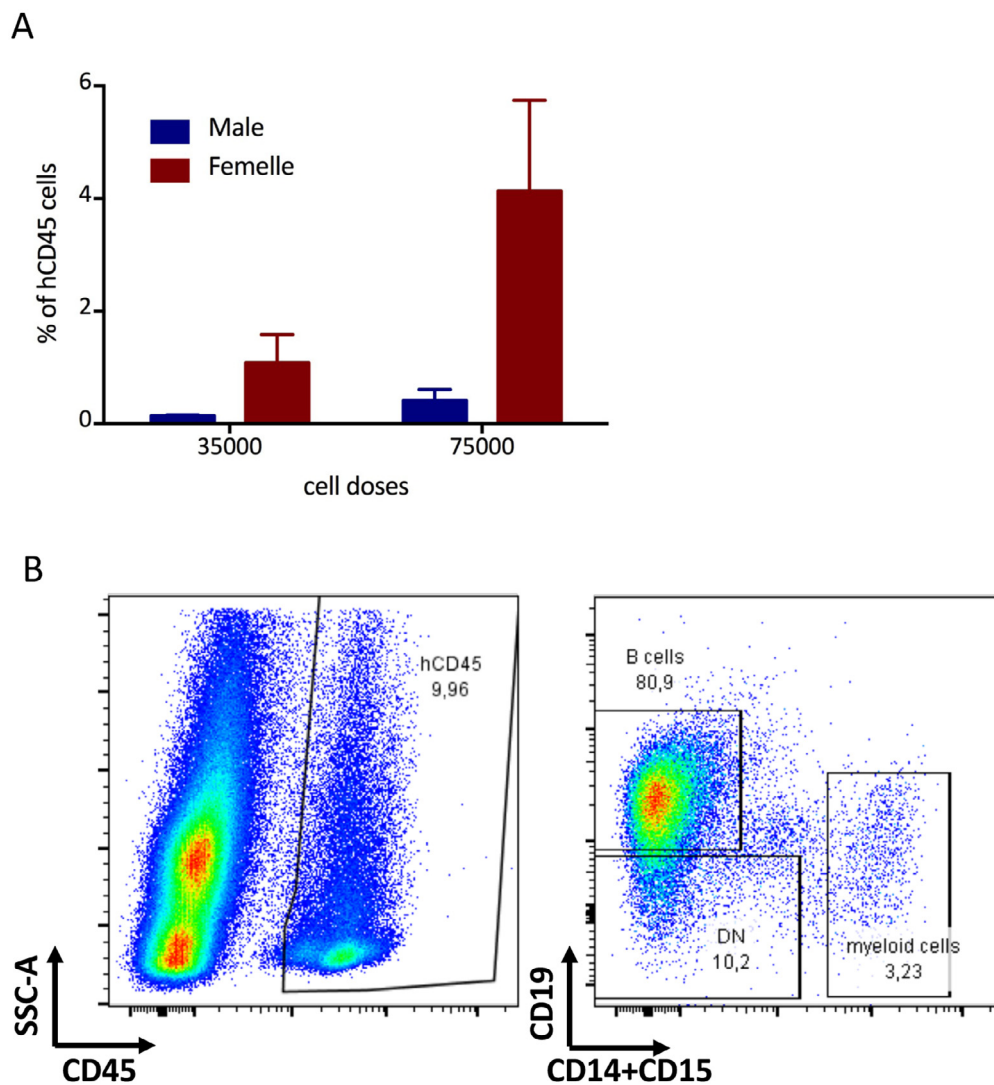 A
6
4
2
0
% of hCD45 cells
Male
Femelle
35000
75000
cell doses
B
hCD45
9,96
SSC-A
CD45
B cells
80,9
DN
10,2
myeloid cells
3,23
CD19
CD14+CD15